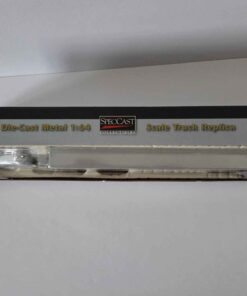 Die-Cast Metal 1:64
SPECCAST
Scale Truck Replica